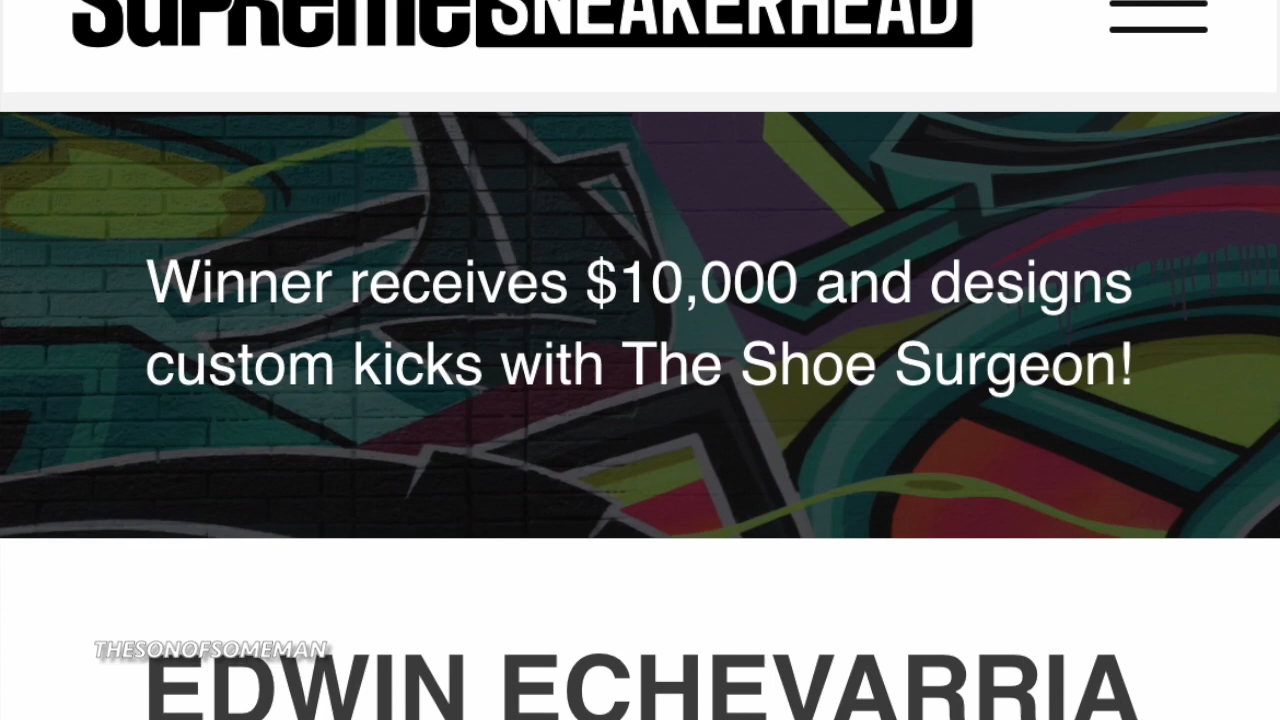 SUPREME SNEAKERHEAD
Winner receives $10,000 and designs
custom kicks with The Shoe Surgeon!
THESONOFSOMEMAN
EDWIN ECHEVARRIA